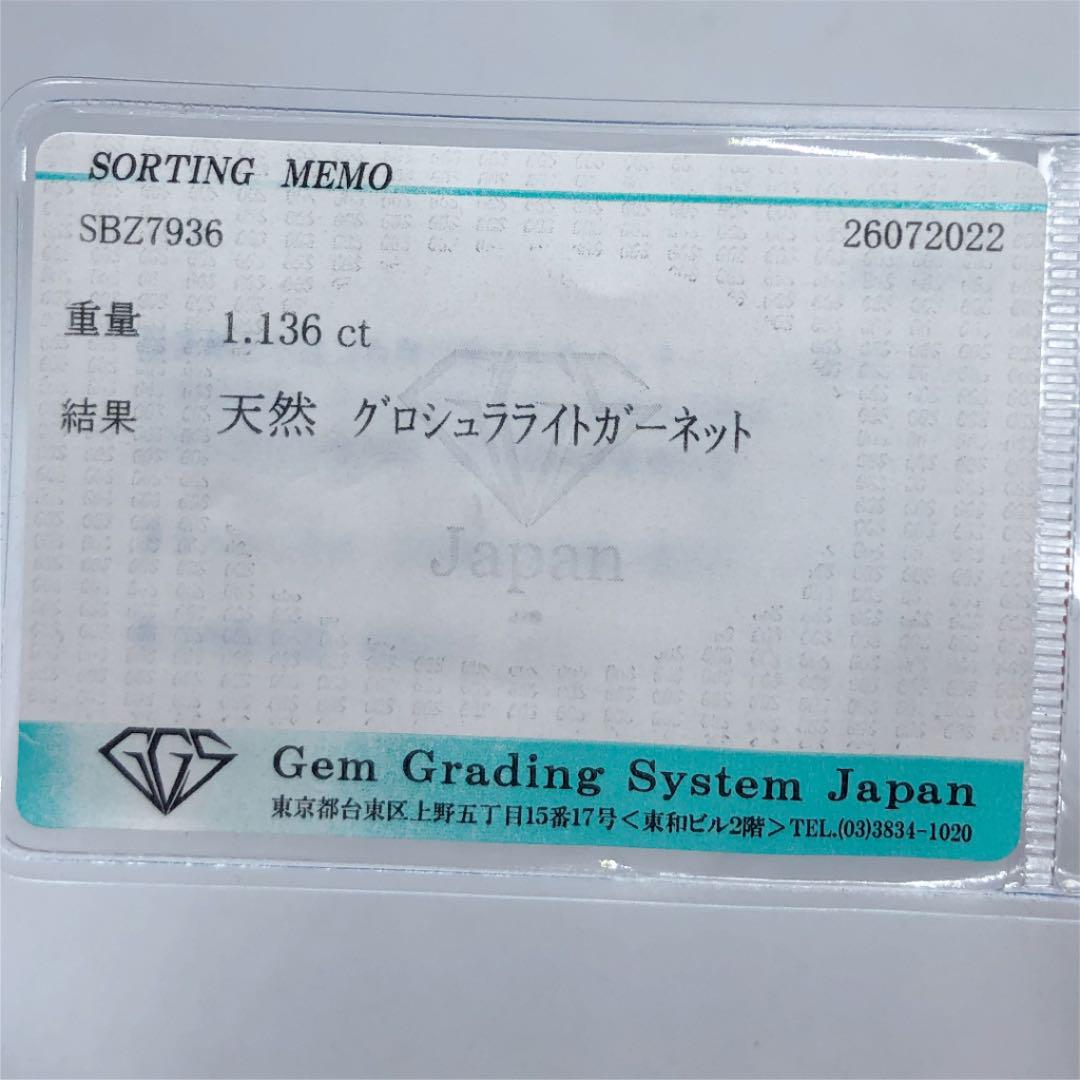 SORTING MEMO
SBZ7936 26072022
重量 1.136 ct
結果 天然 グロシュラライトガーネット
Japan
GGS Gem Grading System Japan
東京都台東区上野五丁目15番17号<東和ビル2階>TEL.(03)3834-1020